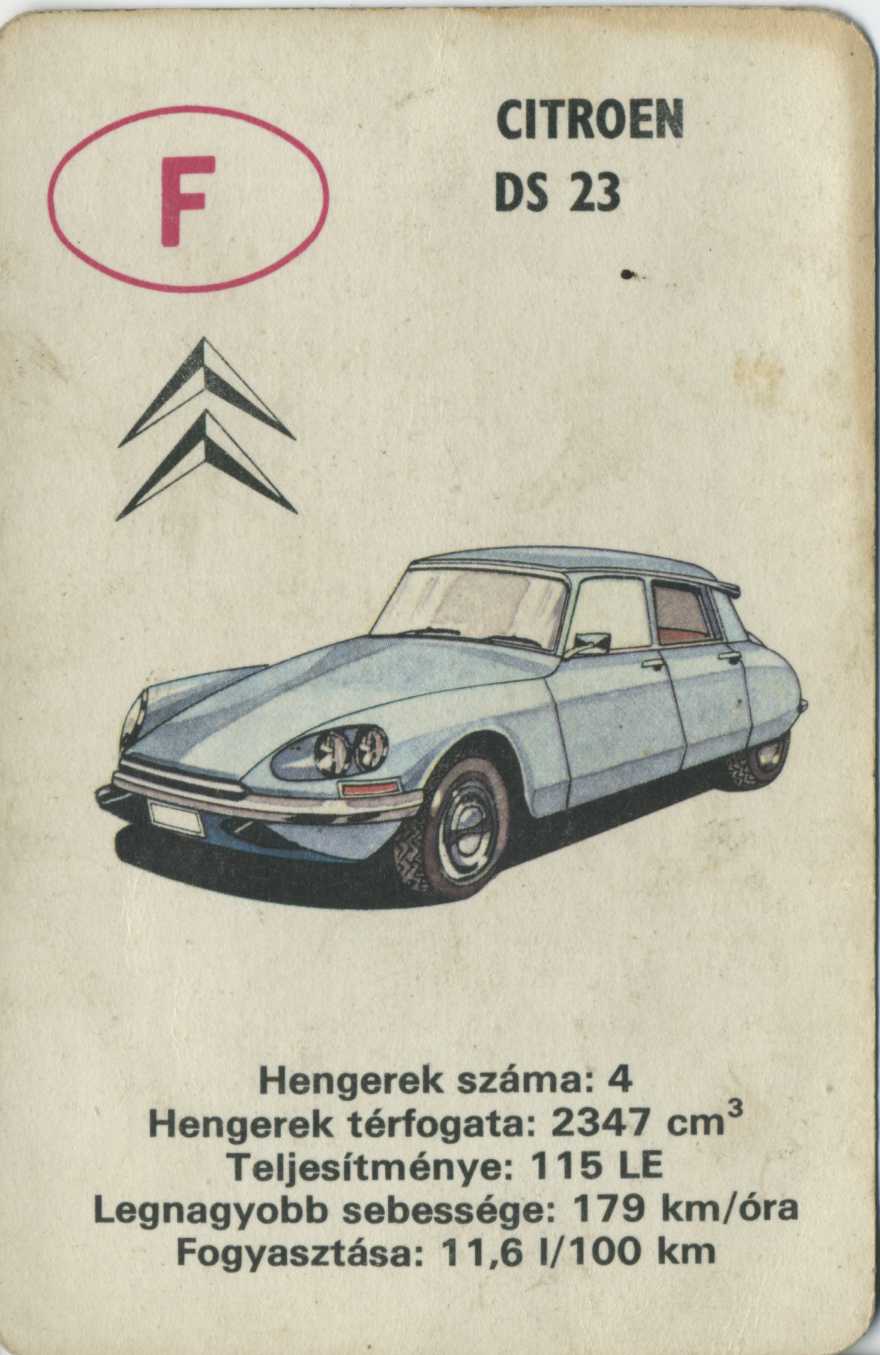 F
CITROEN
DS 23
Hengerek száma: 4
Hengerek térfogata: 2347 cm³
Teljesítménye: 115 LE
Legnagyobb sebessége: 179 km/óra
Fogyasztása: 11,6 l/100 km